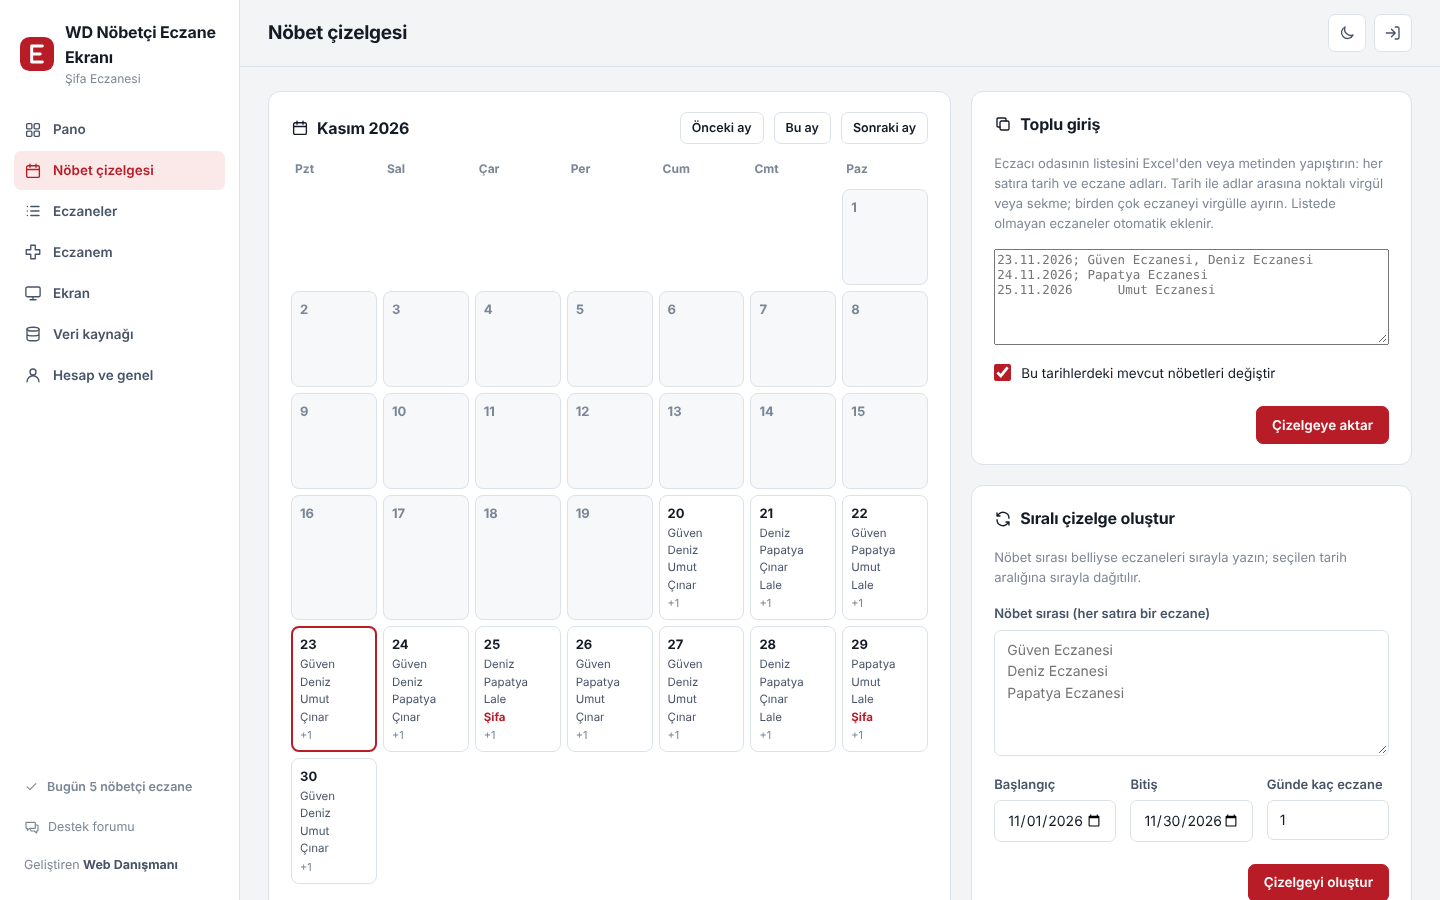 WD Nöbetçi Eczane
Ekranı
Şifa Eczanesi
Pano
Nöbet çizelgesi
Eczaneler
Eczanem
Ekran
Veri kaynağı
Hesap ve genel
Bugün 5 nöbetçi eczane
Destek forumu
Geliştiren Web Danışmanı
Nöbet çizelgesi
Kasım 2026
Önceki ay
Bu ay
Sonraki ay
Pzt Sal Çar Per Cum Cmt Paz
1
2 3 4 5 6 7 8
9 10 11 12 13 14 15
16 17 18 19 20 21 22
Güven Deniz Güven
Deniz Papatya Papatya
Umut Çınar Umut
Çınar Lale Lale
+1 +1 +1
23 24 25 26 27 28 29
Güven Güven Deniz Güven Güven Deniz Papatya
Deniz Deniz Papatya Papatya Deniz Papatya Umut
Umut Papatya Lale Umut Umut Çınar Lale
Çınar Çınar Şifa Çınar Çınar Lale Şifa
+1 +1 +1 +1 +1 +1 +1
30
Güven
Deniz
Umut
Çınar
+1
Toplu giriş
Eczacı odasının listesini Excel'den veya metinden yapıştırın: her
satıra tarih ve eczane adları. Tarih ile adlar arasına noktalı virgül
veya sekme; birden çok eczaneyi virgülle ayırın. Listede
olmayan eczaneler otomatik eklenir.
23.11.2026; Güven Eczanesi, Deniz Eczanesi
24.11.2026; Papatya Eczanesi
25.11.2026 Umut Eczanesi
Bu tarihlerdeki mevcut nöbetleri değiştir
Çizelgeye aktar
Sıralı çizelge oluştur
Nöbet sırası belliyse eczaneleri sırayla yazın; seçilen tarih
aralığına sırayla dağıtılır.
Nöbet sırası (her satıra bir eczane)
Güven Eczanesi
Deniz Eczanesi
Papatya Eczanesi
Başlangıç Bitiş Günde kaç eczane
11/01/2026 11/30/2026 1
Çizelgeyi oluştur